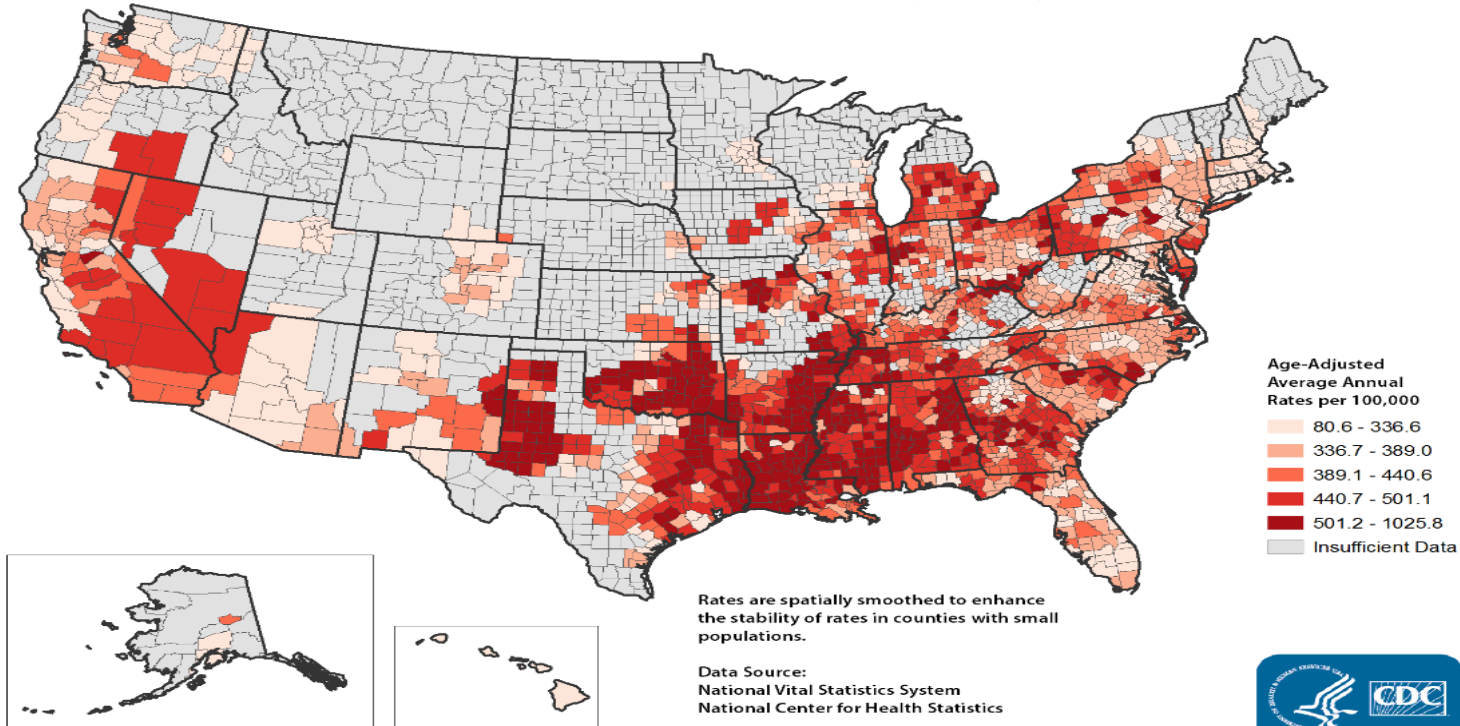 Age-Adjusted
Average Annual
Rates per 100,000
80.6 - 336.6
336.7 - 389.0
389.1 - 440.6
440.7 - 501.1
501.2 - 1025.8
Insufficient Data
Rates are spatially smoothed to enhance
the stability of rates in counties with small
populations.
Data Source:
National Vital Statistics System
National Center for Health Statistics
CDC